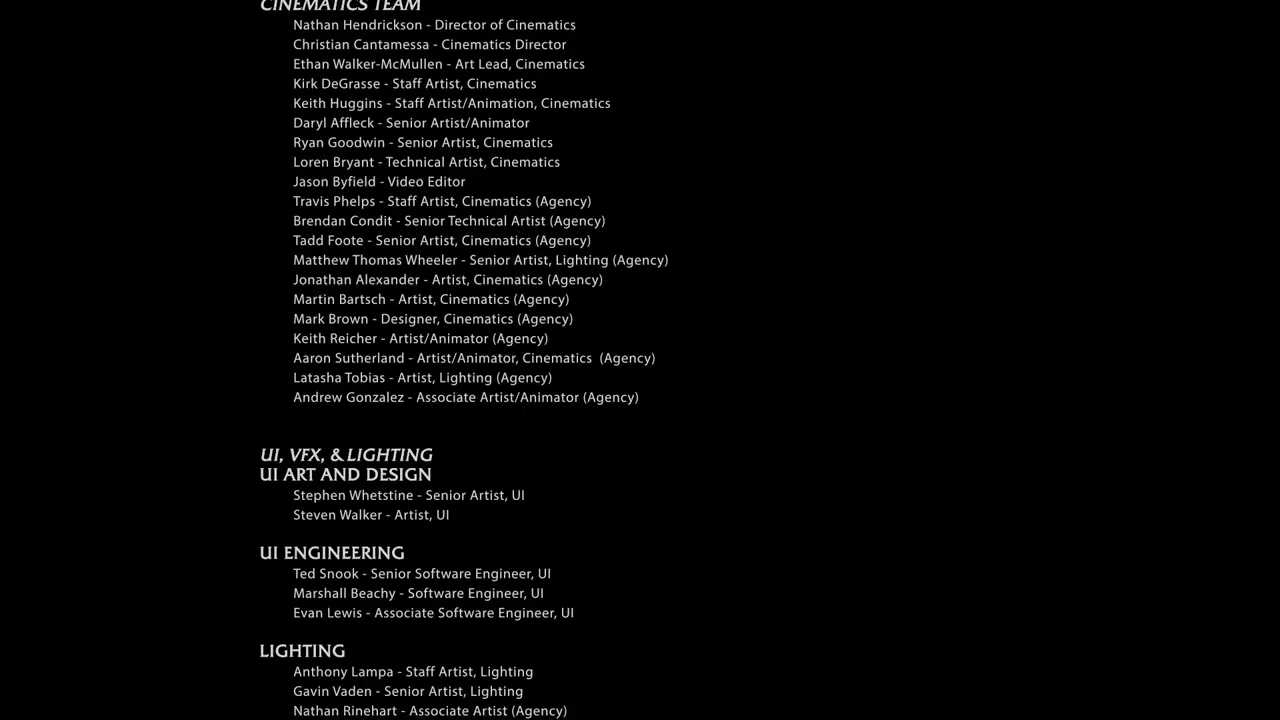 CINEMATICS TEAM
Nathan Hendrickson - Director of Cinematics
Christian Cantamessa - Cinematics Director
Ethan Walker-McMullen - Art Lead, Cinematics
Kirk DeGrasse - Staff Artist, Cinematics
Keith Huggins - Staff Artist/Animation, Cinematics
Daryl Affleck - Senior Artist/Animator
Ryan Goodwin - Senior Artist, Cinematics
Loren Bryant - Technical Artist, Cinematics
Jason Byfield - Video Editor
Travis Phelps - Staff Artist, Cinematics (Agency)
Brendan Condit - Senior Technical Artist (Agency)
Tadd Foote - Senior Artist, Cinematics (Agency)
Matthew Thomas Wheeler - Senior Artist, Lighting (Agency)
Jonathan Alexander - Artist, Cinematics (Agency)
Martin Bartsch - Artist, Cinematics (Agency)
Mark Brown - Designer, Cinematics (Agency)
Keith Reicher - Artist/Animator (Agency)
Aaron Sutherland - Artist/Animator, Cinematics  (Agency)
Latasha Tobias - Artist, Lighting (Agency)
Andrew Gonzalez - Associate Artist/Animator (Agency)
UI, VFX, & LIGHTING
UI ART AND DESIGN
Stephen Whetstine - Senior Artist, UI
Steven Walker - Artist, UI
UI ENGINEERING
Ted Snook - Senior Software Engineer, UI
Marshall Beachy - Software Engineer, UI
Evan Lewis - Associate Software Engineer, UI
LIGHTING
Anthony Lampa - Staff Artist, Lighting
Gavin Vaden - Senior Artist, Lighting
Nathan Rinehart - Associate Artist (Agency)